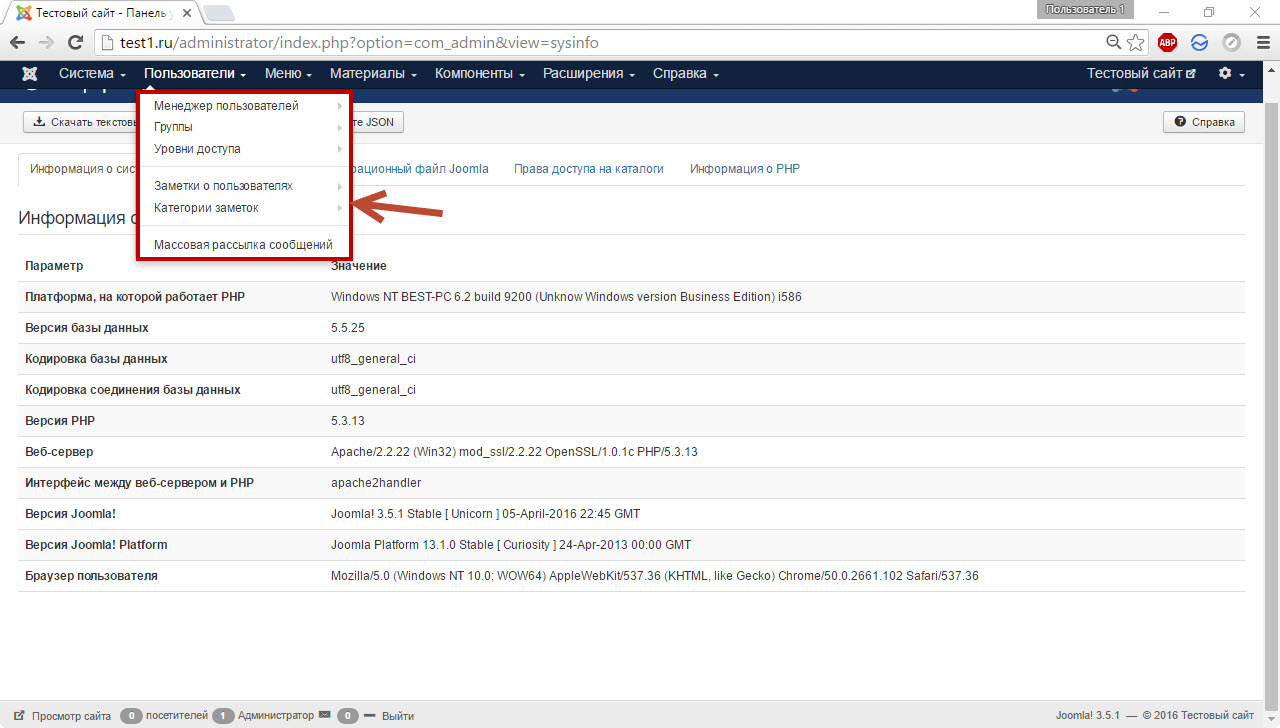 Тестовый сайт - Панель
Пользователь 1
test1.ru/administrator/index.php?option=com_admin&view=sysinfo
ABP
Система Пользователи Меню Материалы Компоненты Расширения Справка Тестовый сайт
Менеджер пользователей
Скачать JSON Справка
Группы
Уровни доступа
Информация о Joomla Права доступа на каталоги Информация о PHP
файл
Заметки о пользователях
Категории заметок
Информация
Массовая рассылка сообщений
Параметр Значение
Платформа, на которой работает PHP Windows NT BEST-PC 6.2 build 9200 (Unknow Windows version Business Edition) i586
Версия базы данных 5.5.25
Кодировка базы данных utf8_general_ci
Кодировка соединения базы данных utf8_general_ci
Версия PHP 5.3.13
Веб-сервер Apache/2.2.22 (Win32) mod_ssl/2.2.22 OpenSSL/1.0.1c PHP/5.3.13
Интерфейс между веб-сервером и PHP apache2handler
Версия Joomla! Joomla! 3.5.1 Stable [ Unicorn ] 05-April-2016 22:45 GMT
Версия Joomla! Platform Joomla Platform 13.1.0 Stable [ Curiosity ] 24-Apr-2013 00:00 GMT
Браузер пользователя Mozilla/5.0 (Windows NT 10.0; WOW64) AppleWebKit/537.36 (KHTML, like Gecko) Chrome/50.0.2661.102 Safari/537.36
Просмотр сайта 0 посетителей 1 Администратор 0 Выйти Joomla! 3.5.1 — © 2016 Тестовый сайт